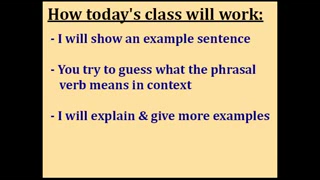 How today's class will work:
- I will show an example sentence
- You try to guess what the phrasal
verb means in context
- I will explain & give more examples